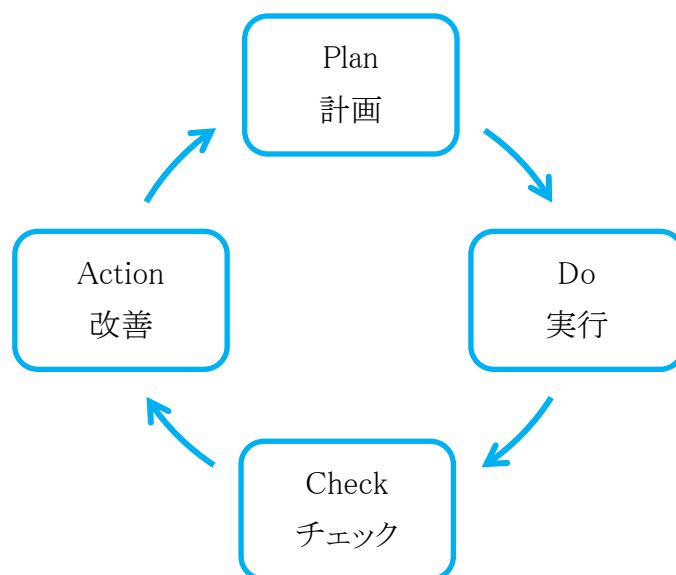 Plan
計画
Do
実行
Check
チェック
Action
改善